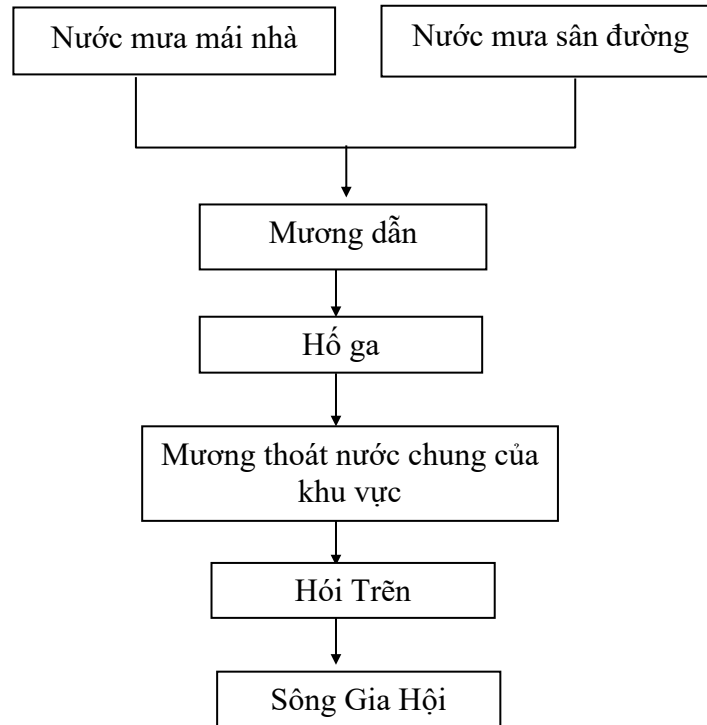 Nước mưa mái nhà
Nước mưa sân đường
Mương dẫn
Hố ga
Mương thoát nước chung của
khu vực
Hói Trẽn
Sông Gia Hội